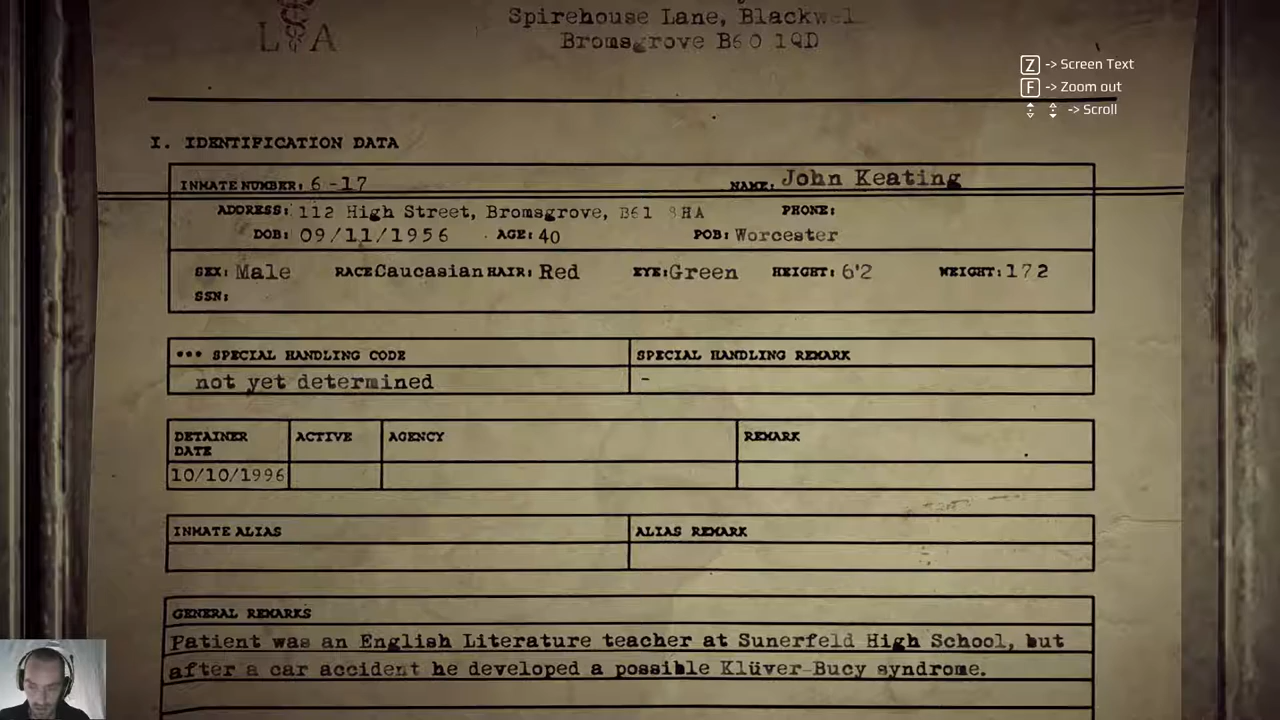 L A
Spirehouse Lane, Blackwell
Bromsgrove B60 1QD
Z -> Screen Text
F -> Zoom out
-> Scroll
I. IDENTIFICATION DATA
INMATE NUMBER: 6-17 NAME: John Keating
ADDRESS: 112 High Street, Bromsgrove, B61 8HA PHONE:
DOB: 09/11/1956 AGE: 40 POB: Worcester
SEX: Male RACE Caucasian HAIR: Red EYE: Green HEIGHT: 6'2 WEIGHT: 172
SSN:
*** SPECIAL HANDLING CODE SPECIAL HANDLING REMARK
not yet determined -
DETAINER DATE ACTIVE AGENCY REMARK
10/10/1996
INMATE ALIAS ALIAS REMARK
GENERAL REMARKS
Patient was an English Literature teacher at Sunerfeld High School, but
after a car accident he developed a possible Klüver-Bucy syndrome.